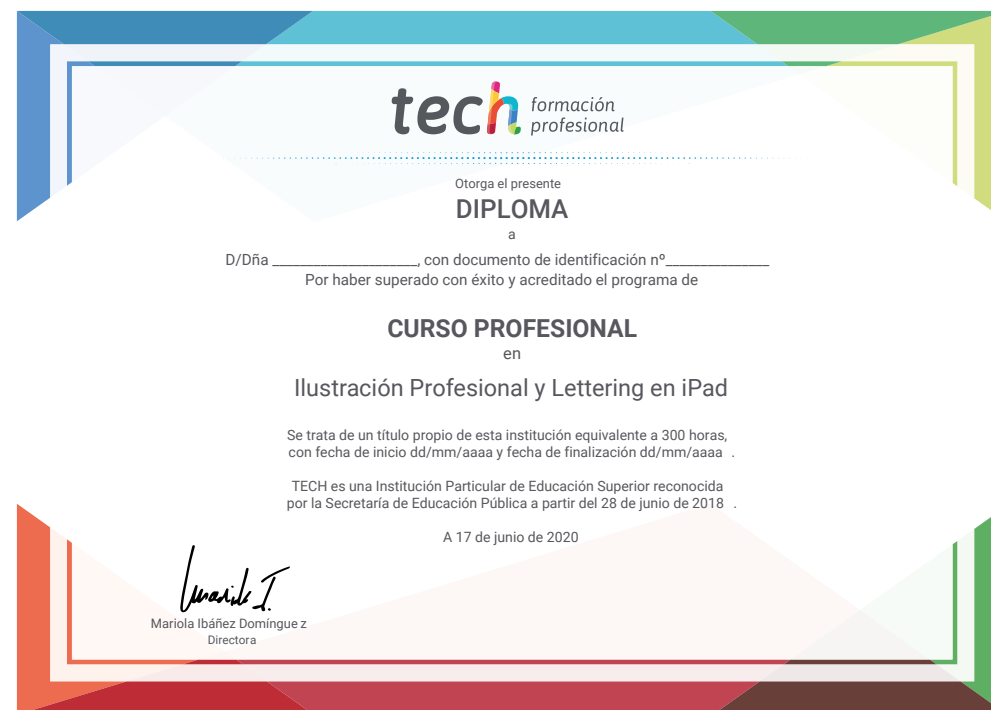 tech formación
profesional
Otorga el presente
DIPLOMA
a
D/Dña ______________________, con documento de identificación nº________________
Por haber superado con éxito y acreditado el programa de
CURSO PROFESIONAL
en
Ilustración Profesional y Lettering en iPad
Se trata de un título propio de esta institución equivalente a 300 horas,
con fecha de inicio dd/mm/aaaa y fecha de finalización dd/mm/aaaa .
TECH es una Institución Particular de Educación Superior reconocida
por la Secretaría de Educación Pública a partir del 28 de junio de 2018 .
A 17 de junio de 2020
Mariola I.
Mariola Ibáñez Domíngue z
Directora